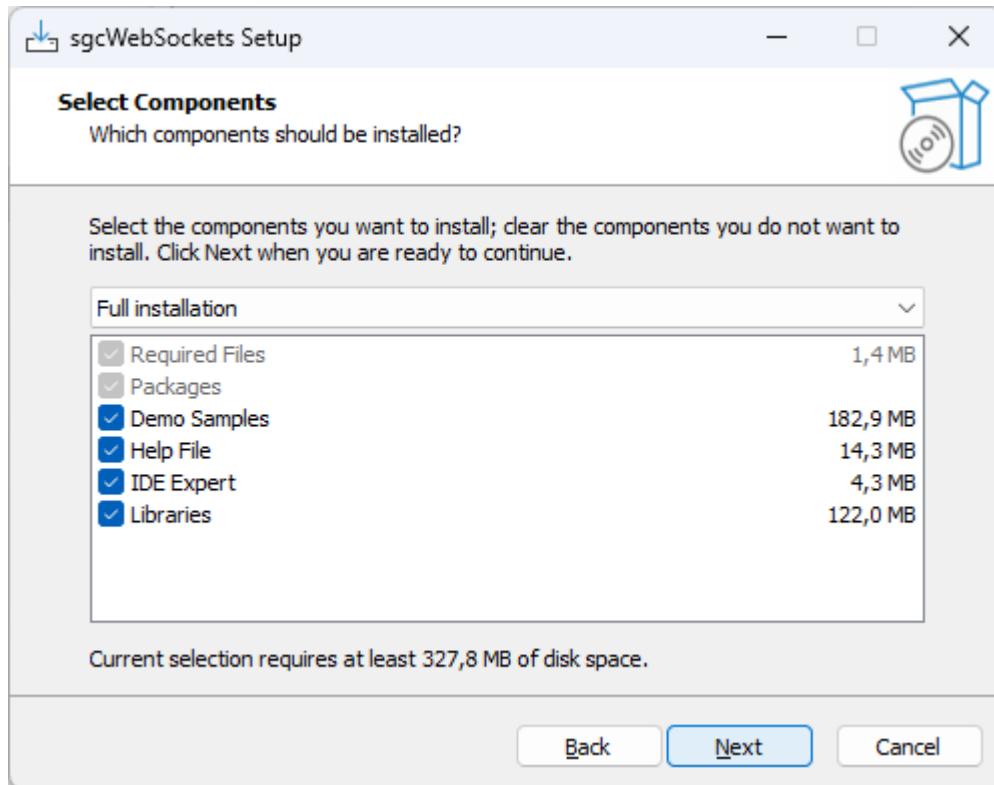 sgcWebSockets Setup
Select Components
Which components should be installed?
Select the components you want to install; clear the components you do not want to
install. Click Next when you are ready to continue.
Full installation
Required Files 1,4 MB
Packages
Demo Samples 182,9 MB
Help File 14,3 MB
IDE Expert 4,3 MB
Libraries 122,0 MB
Current selection requires at least 327,8 MB of disk space.
Back Next Cancel